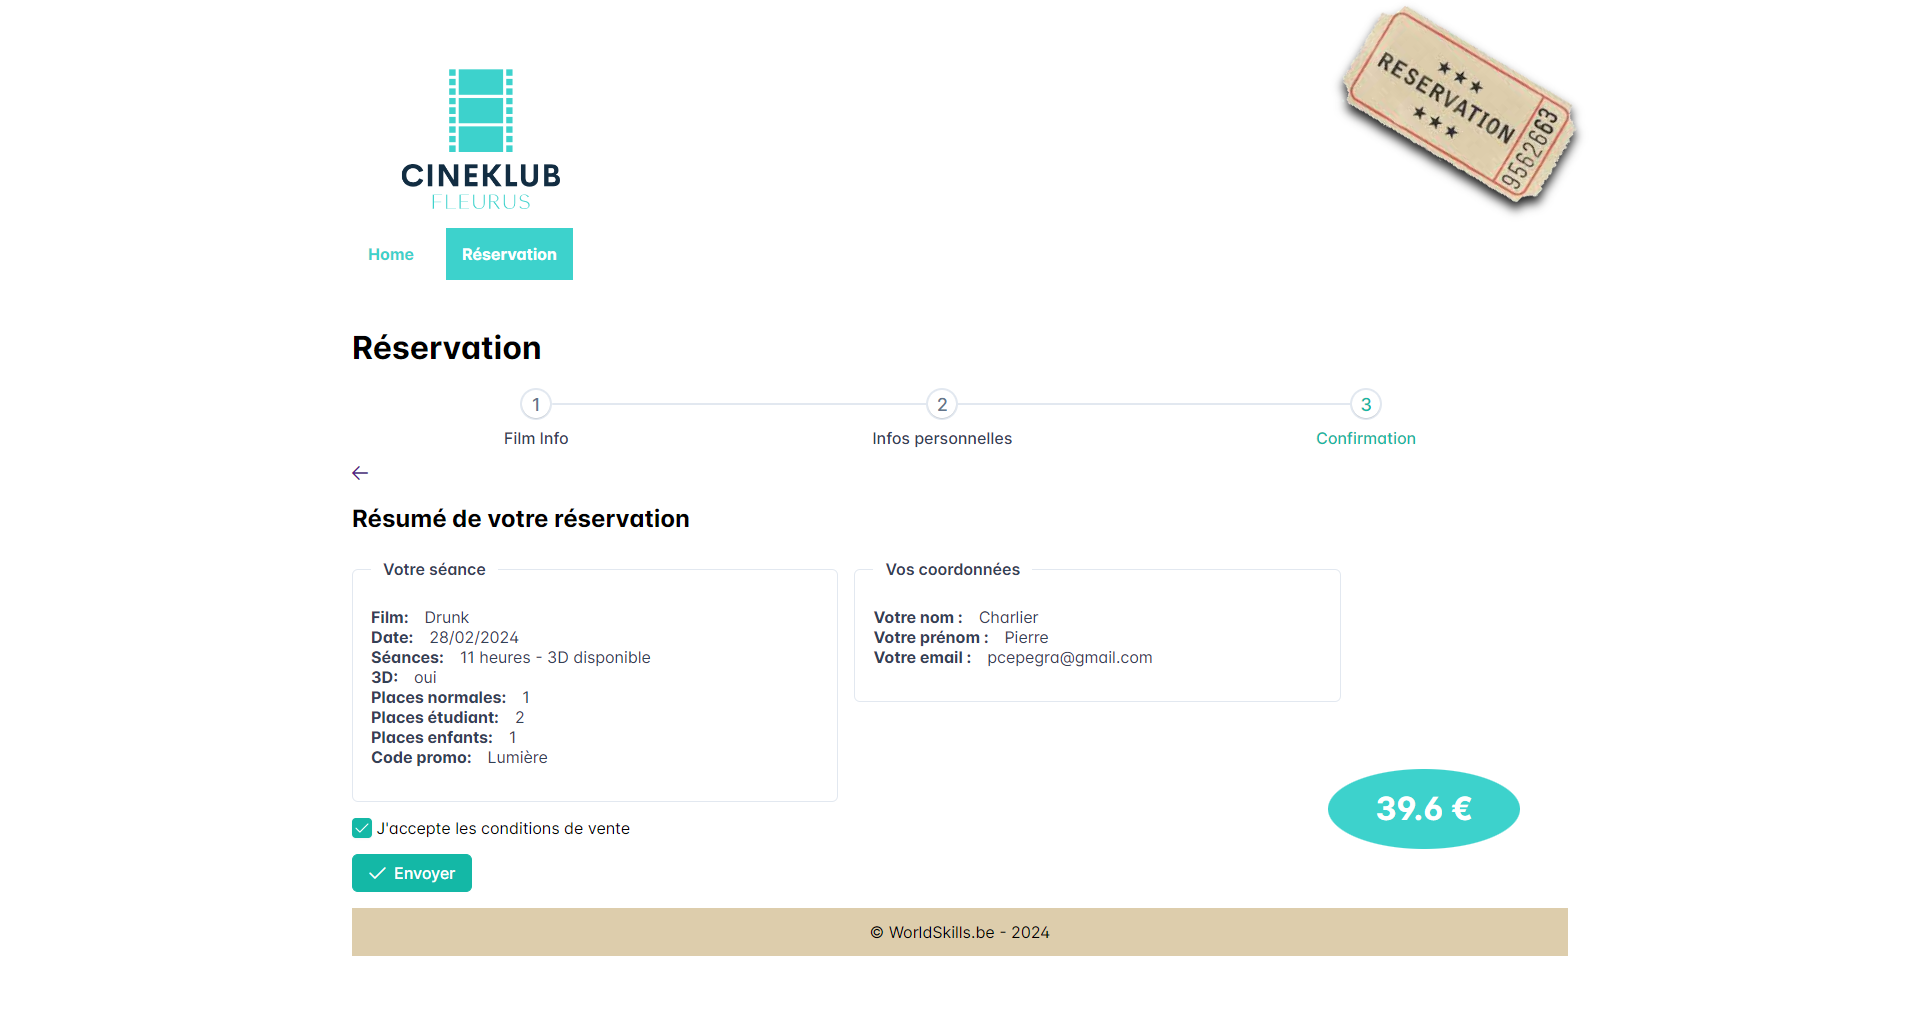 CINEKLUB
FLEURUS
★★★
RESERVATION
★★★
9562663
Home
Réservation
Réservation
1
2
3
Film Info
Infos personnelles
Confirmation
←
Résumé de votre réservation
Votre séance
Film: Drunk
Date: 28/02/2024
Séances: 11 heures - 3D disponible
3D: oui
Places normales: 1
Places étudiant: 2
Places enfants: 1
Code promo: Lumière
Vos coordonnées
Votre nom : Charlier
Votre prénom : Pierre
Votre email : pcepegra@gmail.com
39.6 €
J'accepte les conditions de vente
Envoyer
© WorldSkills.be - 2024